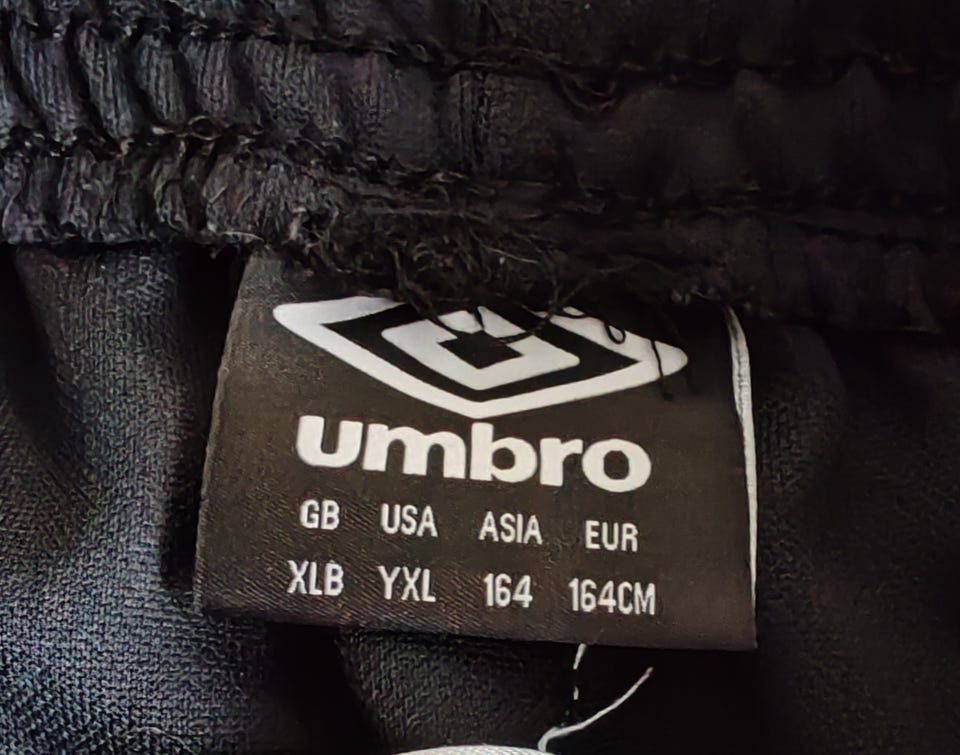 umbro
GB USA ASIA EUR
XLB YXL 164 164CM